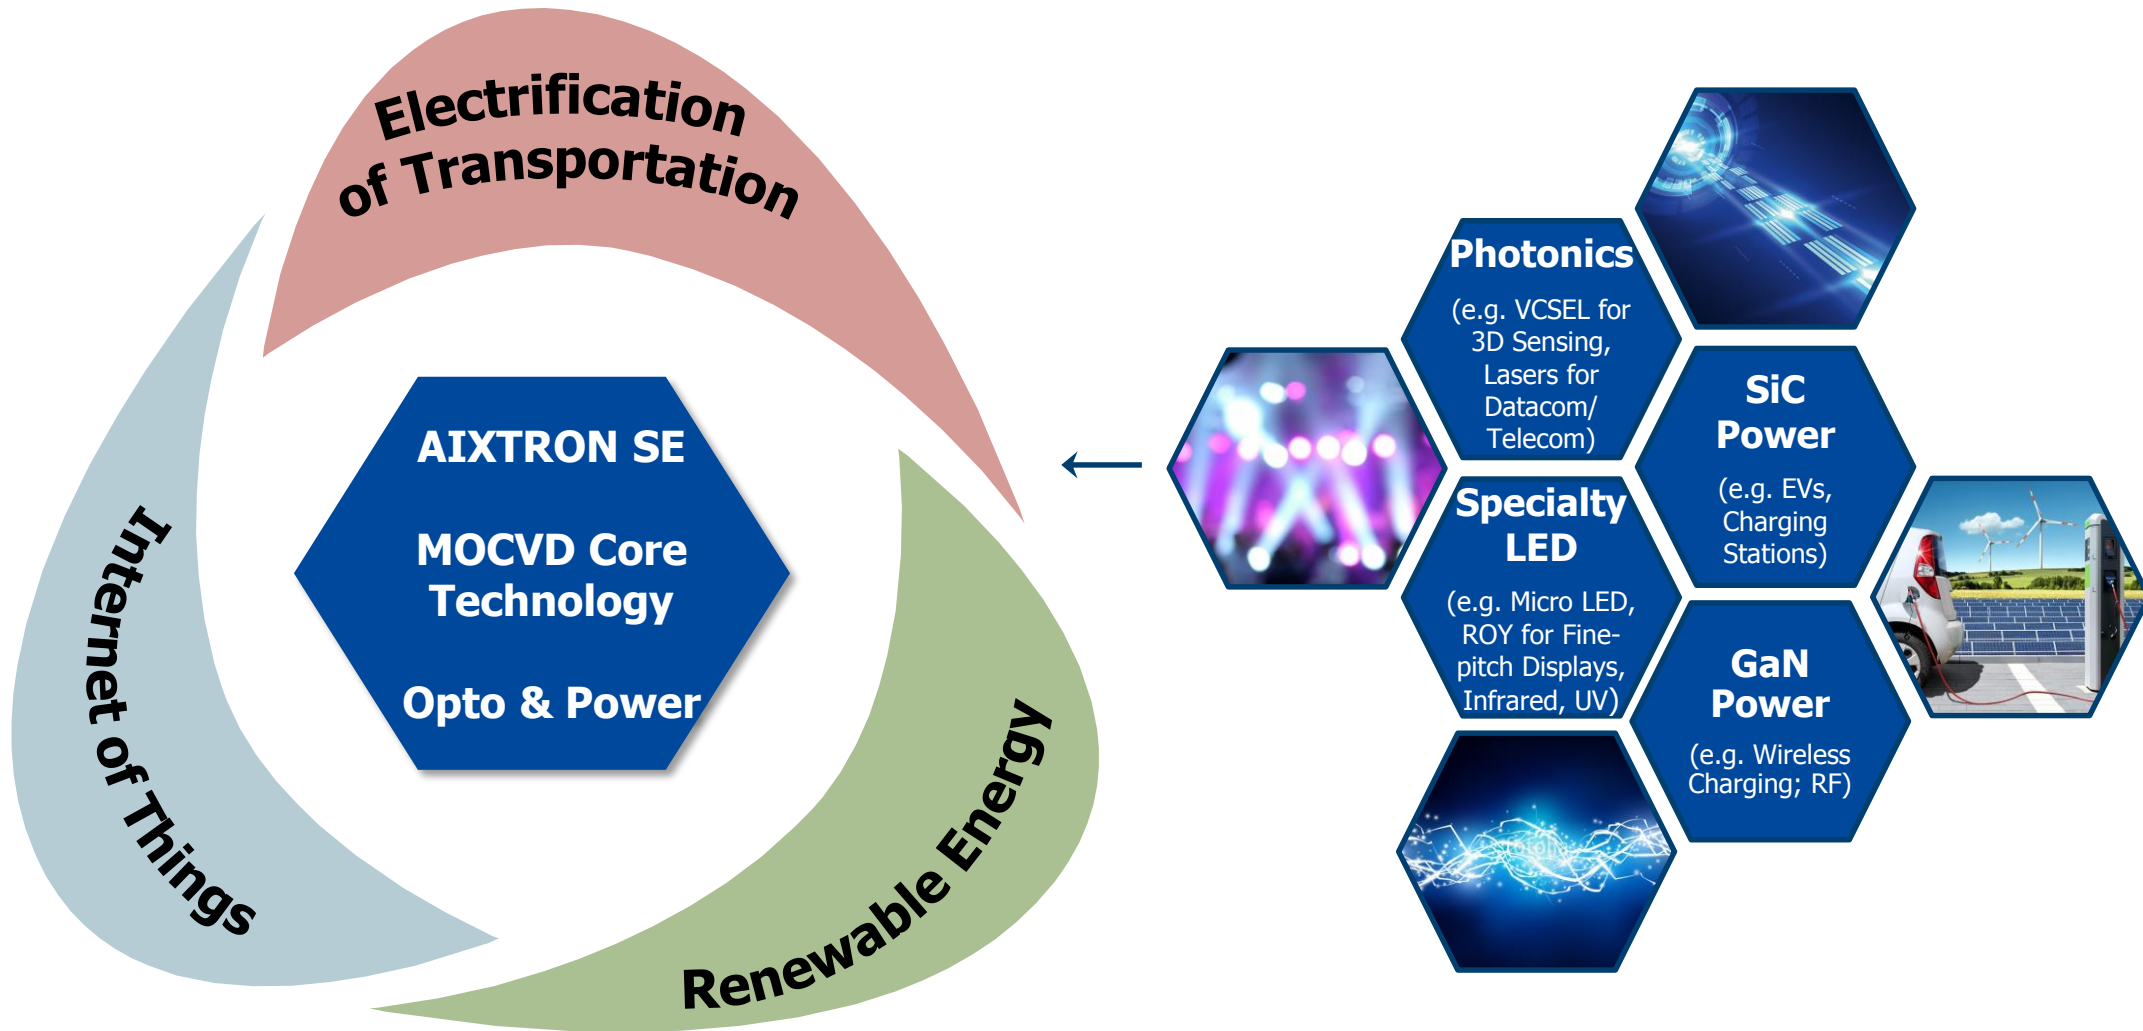 Electrification
of Transportation
Internet of Things
Renewable Energy
AIXTRON SE
MOCVD Core
Technology
Opto & Power
Photonics
(e.g. VCSEL for
3D Sensing,
Lasers for
Datacom/
Telecom)
SiC
Power
(e.g. EVs,
Charging
Stations)
Specialty
LED
(e.g. Micro LED,
ROY for Fine-
pitch Displays,
Infrared, UV)
GaN
Power
(e.g. Wireless
Charging; RF)
fotolia